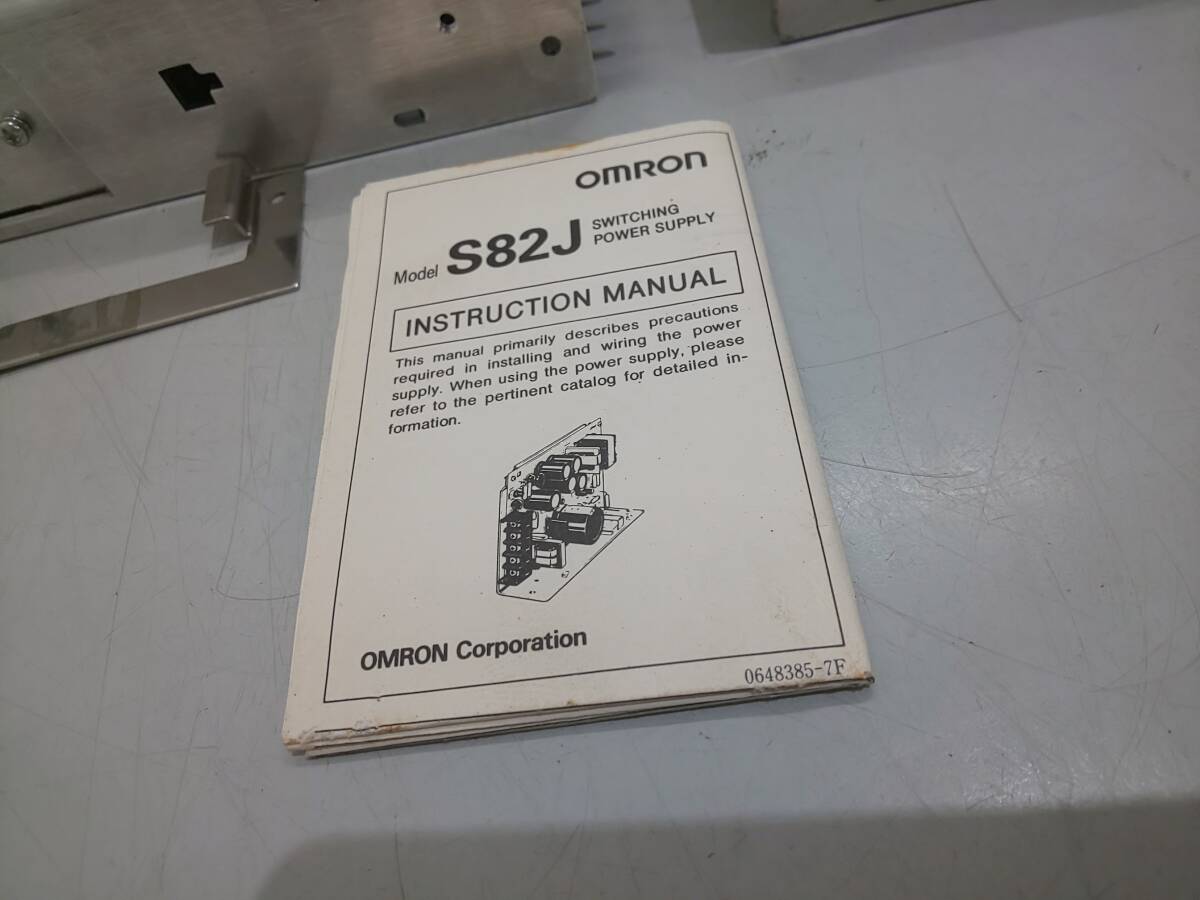 OMRON
Model S82J SWITCHING
POWER SUPPLY
INSTRUCTION MANUAL
This manual primarily describes precautions
required in installing and wiring the power
supply. When using the power supply, please
refer to the pertinent catalog for detailed in-
formation.
OMRON Corporation
0648385-7F